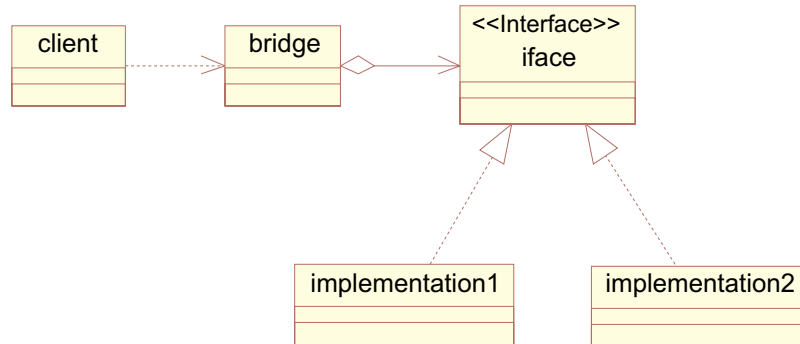 client
bridge
<<Interface>>
iface
implementation1
implementation2